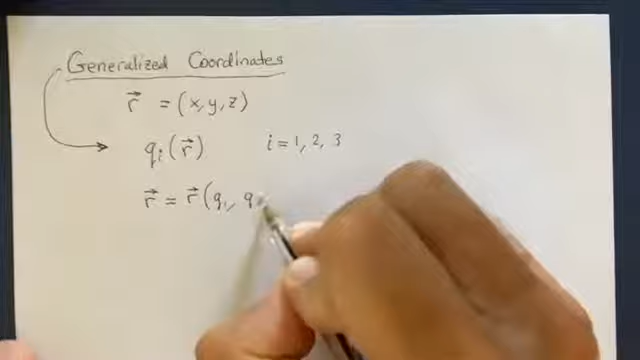 Generalized Coordinates
r⃗ = (x, y, z)
qᵢ(r⃗) i = 1, 2, 3
r⃗ = r⃗(q₁, q